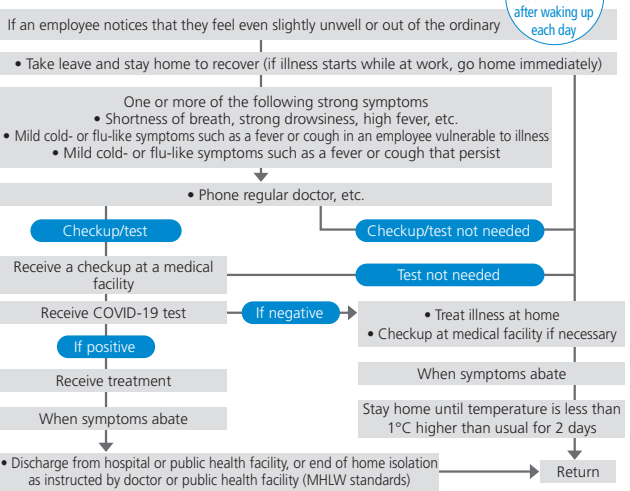 after waking up
each day
If an employee notices that they feel even slightly unwell or out of the ordinary
• Take leave and stay home to recover (if illness starts while at work, go home immediately)
One or more of the following strong symptoms
• Shortness of breath, strong drowsiness, high fever, etc.
• Mild cold- or flu-like symptoms such as a fever or cough in an employee vulnerable to illness
• Mild cold- or flu-like symptoms such as a fever or cough that persist
• Phone regular doctor, etc.
Checkup/test
Checkup/test not needed
Receive a checkup at a medical
facility
Test not needed
Receive COVID-19 test
If negative
• Treat illness at home
• Checkup at medical facility if necessary
If positive
Receive treatment
When symptoms abate
When symptoms abate
Stay home until temperature is less than
1°C higher than usual for 2 days
• Discharge from hospital or public health facility, or end of home isolation
as instructed by doctor or public health facility (MHLW standards)
Return